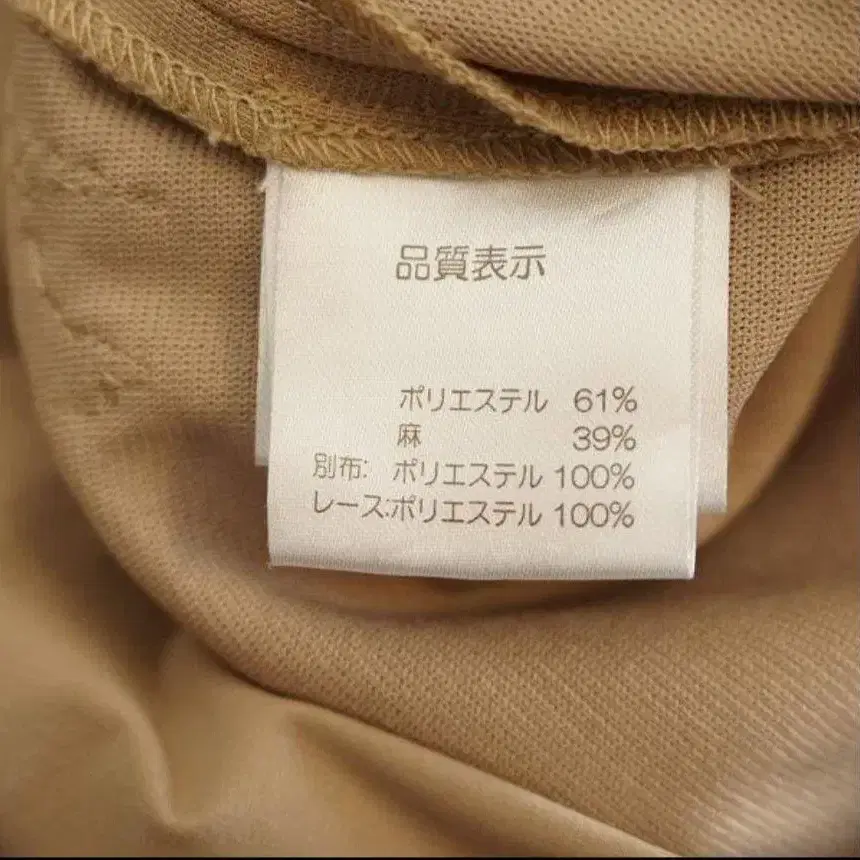 品質表示
ポリエステル 61%
麻 39%
別布: ポリエステル 100%
レース:ポリエステル 100%